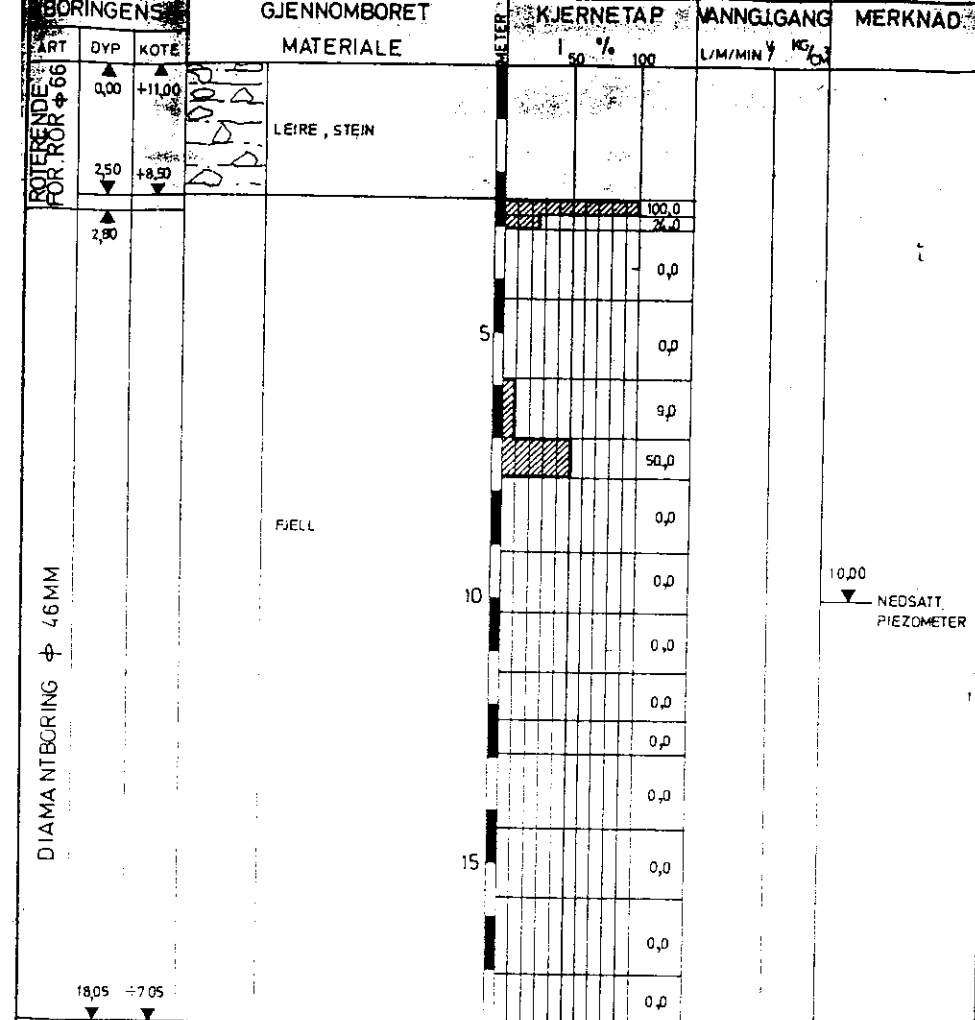 BORINGENS GJENNOMBORET MATERIALE METER KJERNETAP I % VANNGJ.GANG MERKNAD
ART DYP KOTE 50 100 L/M/MIN KG/CM²
ROTERENDE FOR.RØR ϕ 66
0,00 +11,00
LEIRE, STEIN
2,50 +8,50
100,0
2,80
0,0
5
0,0
9,0
50,0
FJELL
0,0
10
0,0
10,00
NEDSATT
PIEZOMETER
0,0
DIAMANTBORING ϕ 46MM
0,0
0,0
0,0
15
0,0
0,0
18,05 ÷7,05
0,0